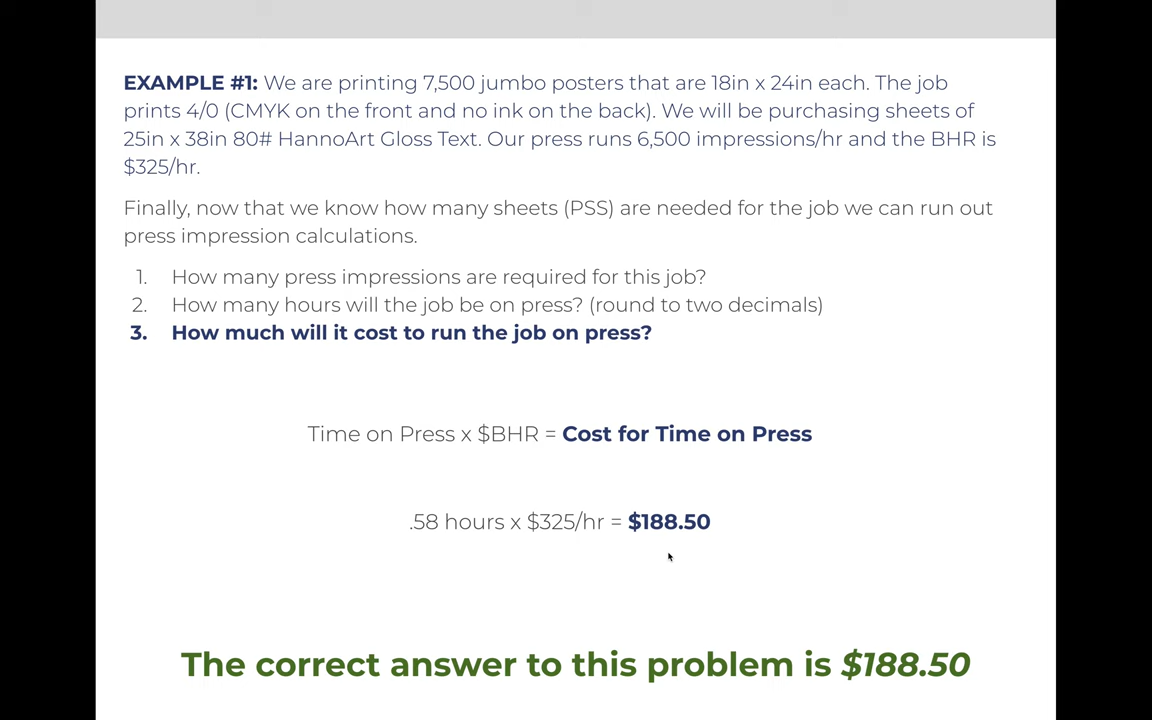 EXAMPLE #1: We are printing 7,500 jumbo posters that are 18in x 24in each. The job
prints 4/0 (CMYK on the front and no ink on the back). We will be purchasing sheets of
25in x 38in 80# HannoArt Gloss Text. Our press runs 6,500 impressions/hr and the BHR is
$325/hr.
Finally, now that we know how many sheets (PSS) are needed for the job we can run out
press impression calculations.
1. How many press impressions are required for this job?
2. How many hours will the job be on press? (round to two decimals)
3. How much will it cost to run the job on press?
Time on Press x $BHR = Cost for Time on Press
.58 hours x $325/hr = $188.50
The correct answer to this problem is $188.50